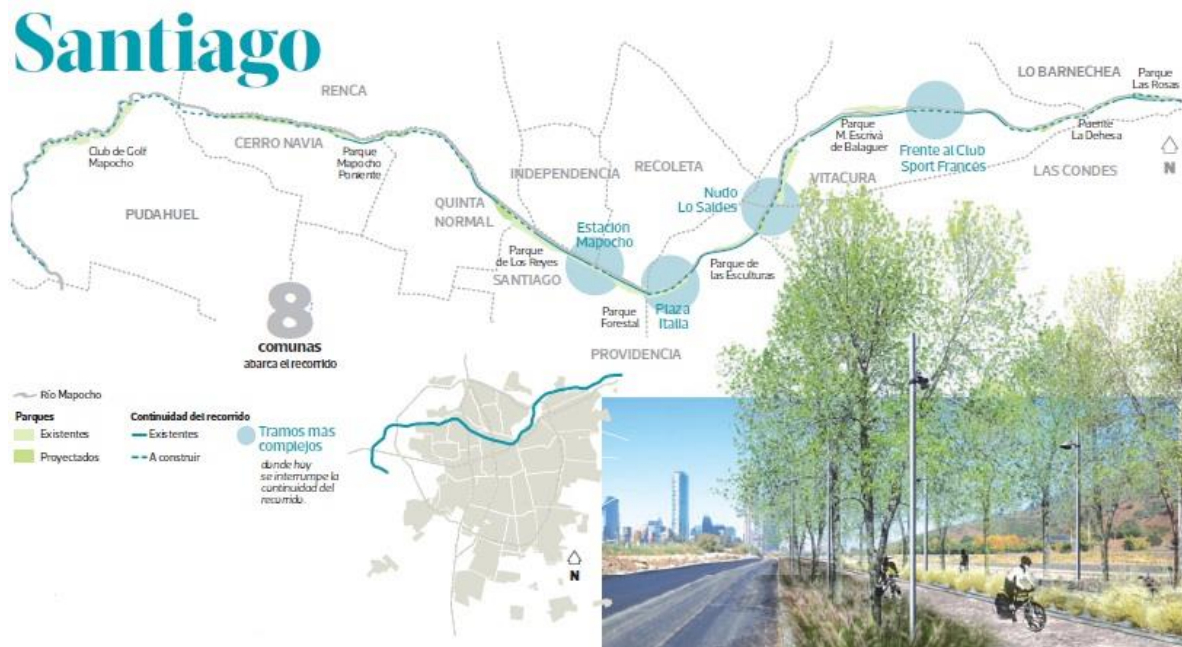 Santiago
RENCA
LO BARNECHEA
Parque
Las Rosas
Club de Golf
Mapocho
CERRO NAVIA
Parque
Mapocho
Poniente
INDEPENDENCIA
RECOLETA
Parque
M. Escrivá
de Balaguer
Frente al Club
Sport Francés
Puente
La Dehesa
N
LAS CONDES
VITACURA
Nudo
Lo Saldes
PUDAHUEL
QUINTA
NORMAL
Estación
Mapocho
Parque
de Los Reyes
SANTIAGO
Parque de
las Esculturas
Parque
Forestal
Plaza
Italia
PROVIDENCIA
8
comunas
abarca el recorrido
Río Mapocho
Parques
Existentes
Proyectados
Continuidad del recorrido
Existentes
A construir
Tramos más
complejos
donde hoy
se interrumpe la
continuidad del
recorrido.
N